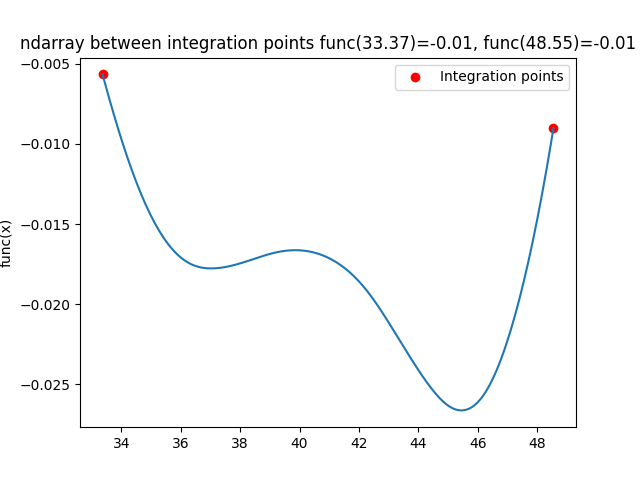 ndarray between integration points func(33.37)=-0.01, func(48.55)=-0.01
Integration points
func(x)
−0.005
−0.010
−0.015
−0.020
−0.025
34 36 38 40 42 44 46 48